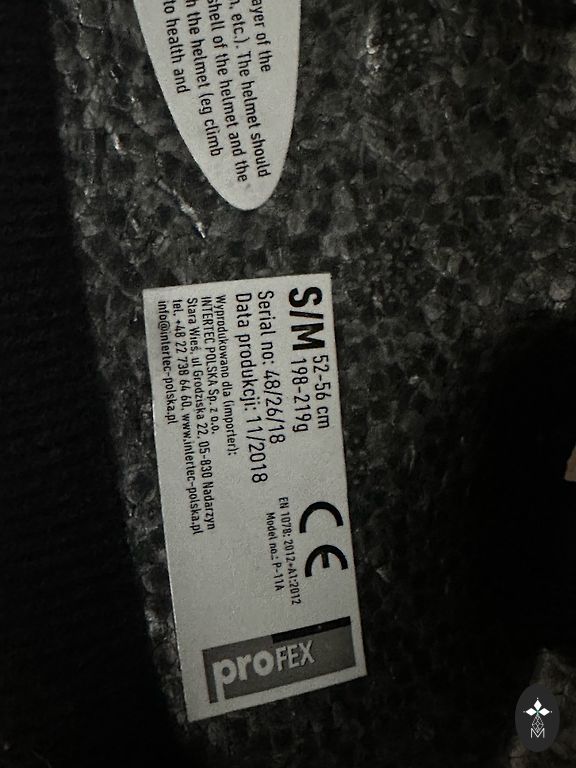 ayer of the
, etc.). The helmet should
shell of the helmet and the
the helmet (eg climb
to health and
S/M 52-56 cm
198-219g
Serial no: 48/26/18
Data produkcji: 11/2018
Wyprodukowano dla (importer):
INTERTEC POLSKA Sp. z o.o.
Stara Wieś, ul Grodziska 22, 05-830 Nadarzyn
tel. +48 22 738 64 60, www.intertec-polska.pl
info@intertec-polska.pl
CE
EN 1078: 2012+A1:2012
Model no.: P-11A
proFEX
M